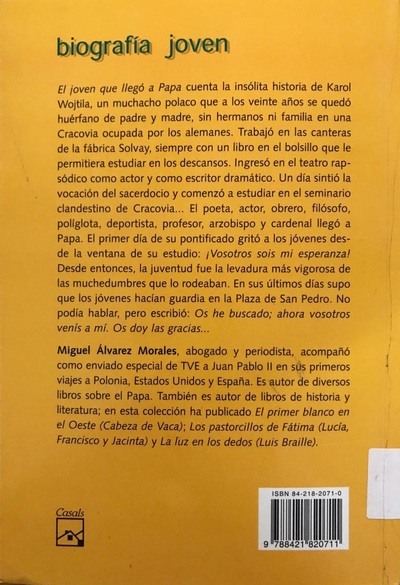 biografía joven
El joven que llegó a Papa cuenta la insólita historia de Karol
Wojtila, un muchacho polaco que a los veinte años se quedó
huérfano de padre y madre, sin hermanos ni familia en una
Cracovia ocupada por los alemanes. Trabajó en las canteras
de la fábrica Solvay, siempre con un libro en el bolsillo que le
permitiera estudiar en los descansos. Ingresó en el teatro rap-
sódico como actor y como escritor dramático. Un día sintió la
vocación del sacerdocio y comenzó a estudiar en el seminario
clandestino de Cracovia... El poeta, actor, obrero, filósofo,
políglota, deportista, profesor, arzobispo y cardenal llegó a
Papa. El primer día de su pontificado gritó a los jóvenes des-
de la ventana de su estudio: ¡Vosotros sois mi esperanza!
Desde entonces, la juventud fue la levadura más vigorosa de
las muchedumbres que lo rodeaban. En sus últimos días supo
que los jóvenes hacían guardia en la Plaza de San Pedro. No
podía hablar, pero escribió: Os he buscado; ahora vosotros
venís a mí. Os doy las gracias...
Miguel Álvarez Morales, abogado y periodista, acompañó
como enviado especial de TVE a Juan Pablo II en sus primeros
viajes a Polonia, Estados Unidos y España. Es autor de diversos
libros sobre el Papa. También es autor de libros de historia y
literatura; en esta colección ha publicado El primer blanco en
el Oeste (Cabeza de Vaca); Los pastorcillos de Fátima (Lucía,
Francisco y Jacinta) y La luz en los dedos (Luis Braille).
ISBN 84-218-2071-0
9 788421 820711
Casals